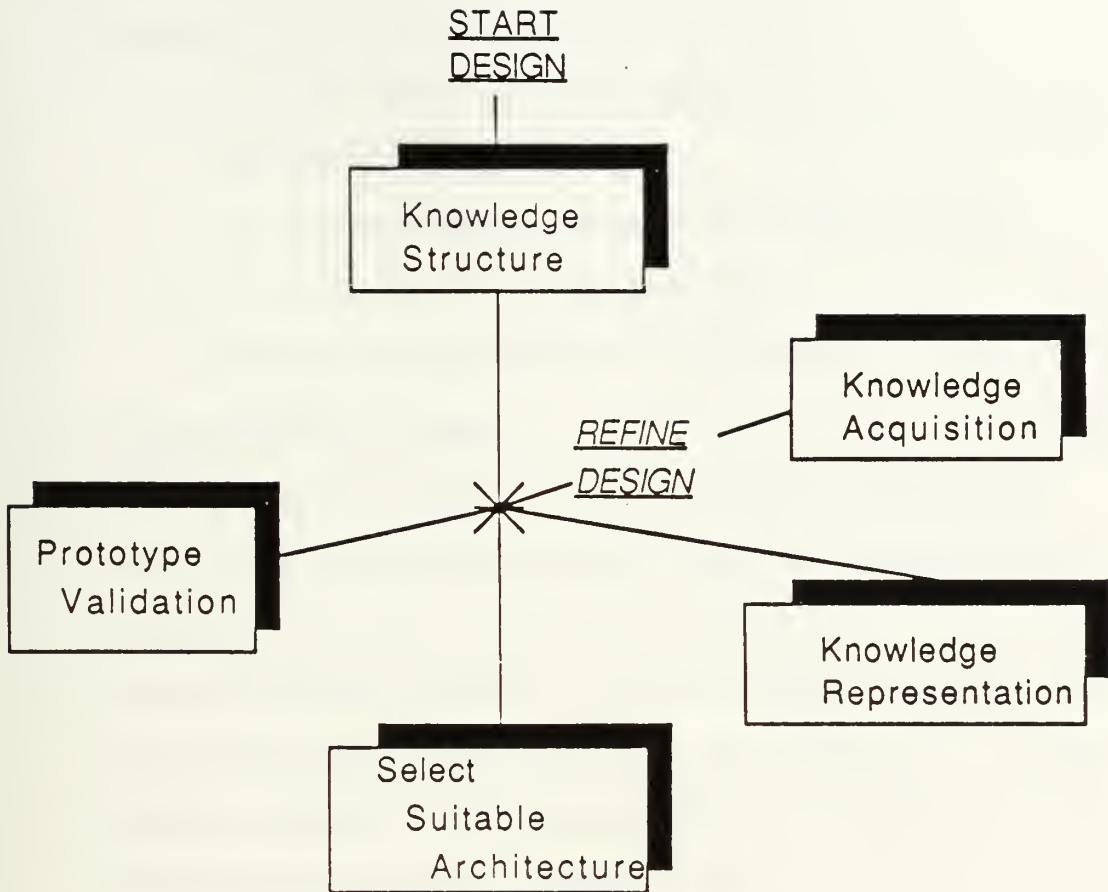 START
DESIGN
Knowledge
Structure
Knowledge
Acquisition
REFINE
DESIGN
Prototype
Validation
Knowledge
Representation
Select
Suitable
Architecture